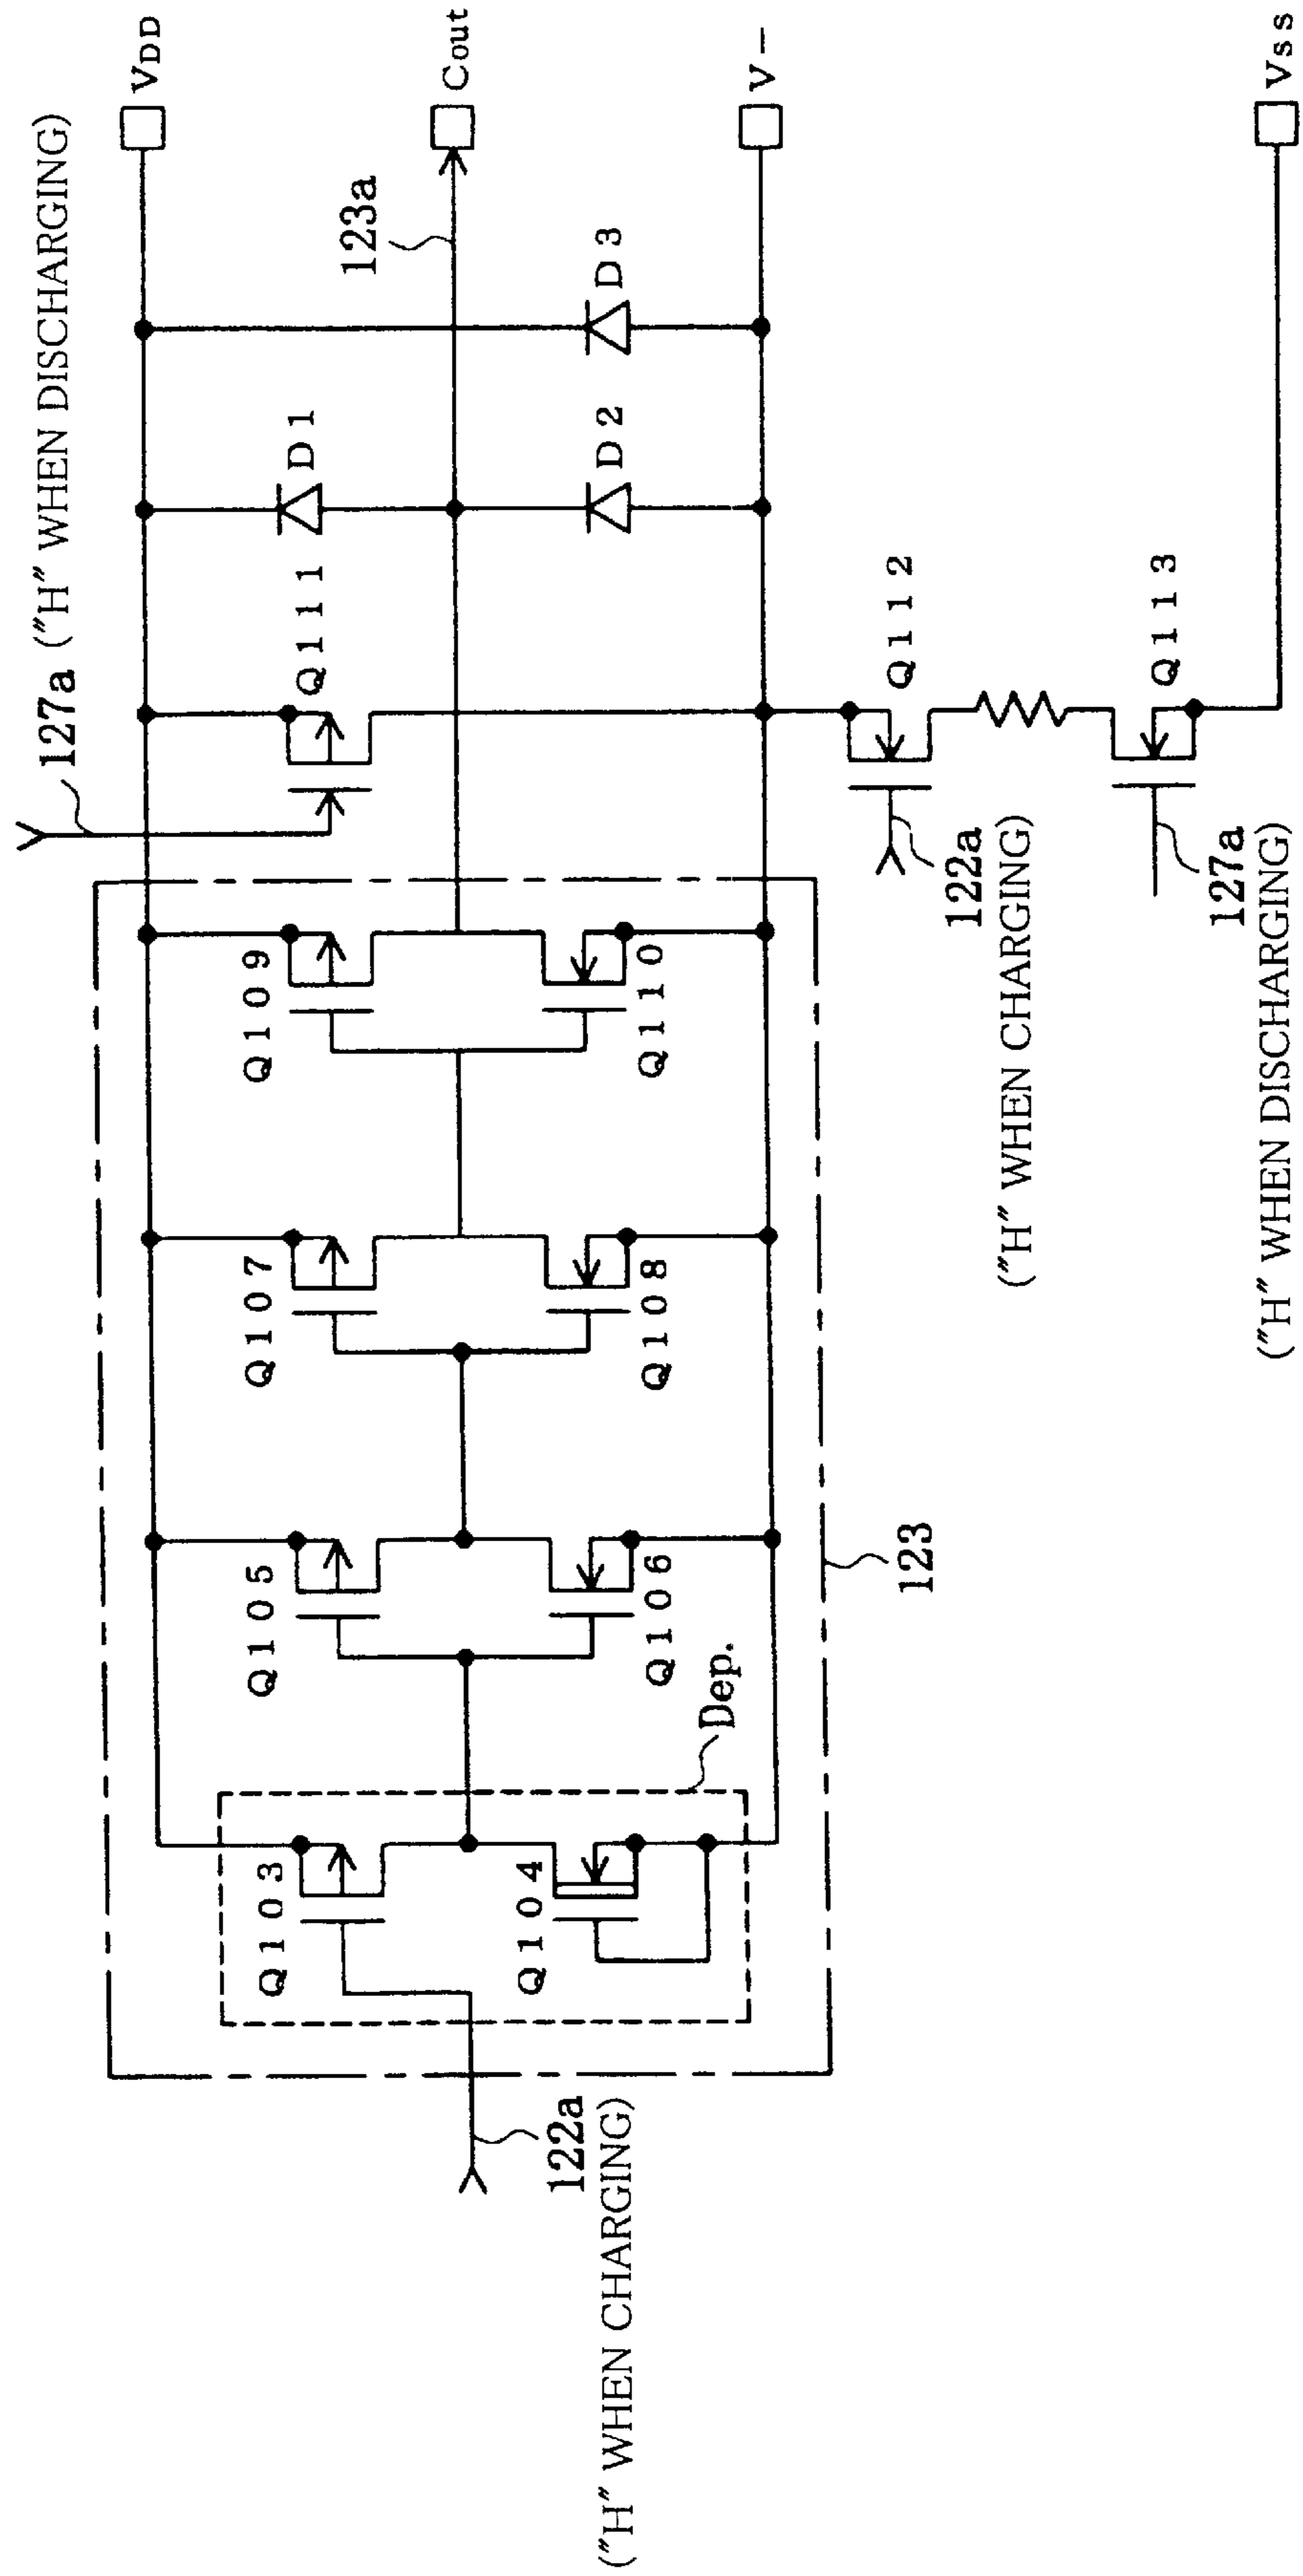 127a ("H" WHEN DISCHARGING)
VDD
Q111
D1
123a
Cout
D2
D3
V-
Q109
Q110
Q107
Q108
Q105
Q106
Q103
Q104
Dep.
123
122a
("H" WHEN CHARGING)
Q112
122a
("H" WHEN CHARGING)
Q113
127a
("H" WHEN DISCHARGING)
Vss